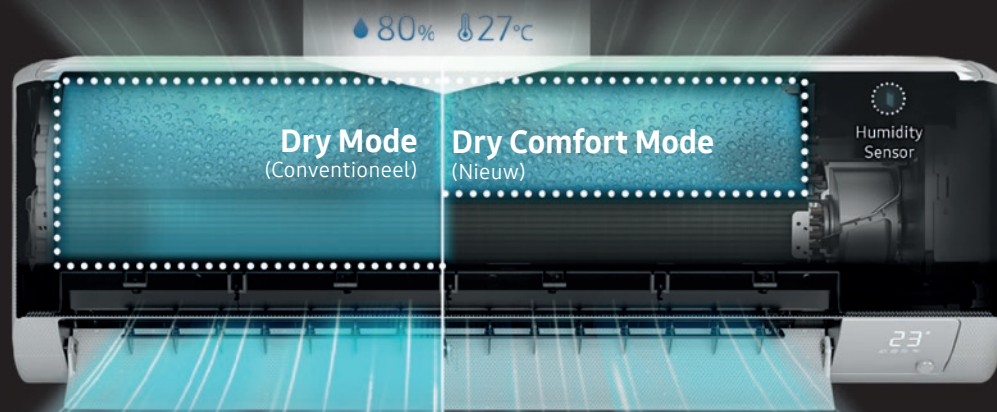 80% 27°C
Dry Mode
(Conventioneel)
Dry Comfort Mode
(Nieuw)
Humidity
Sensor
23°